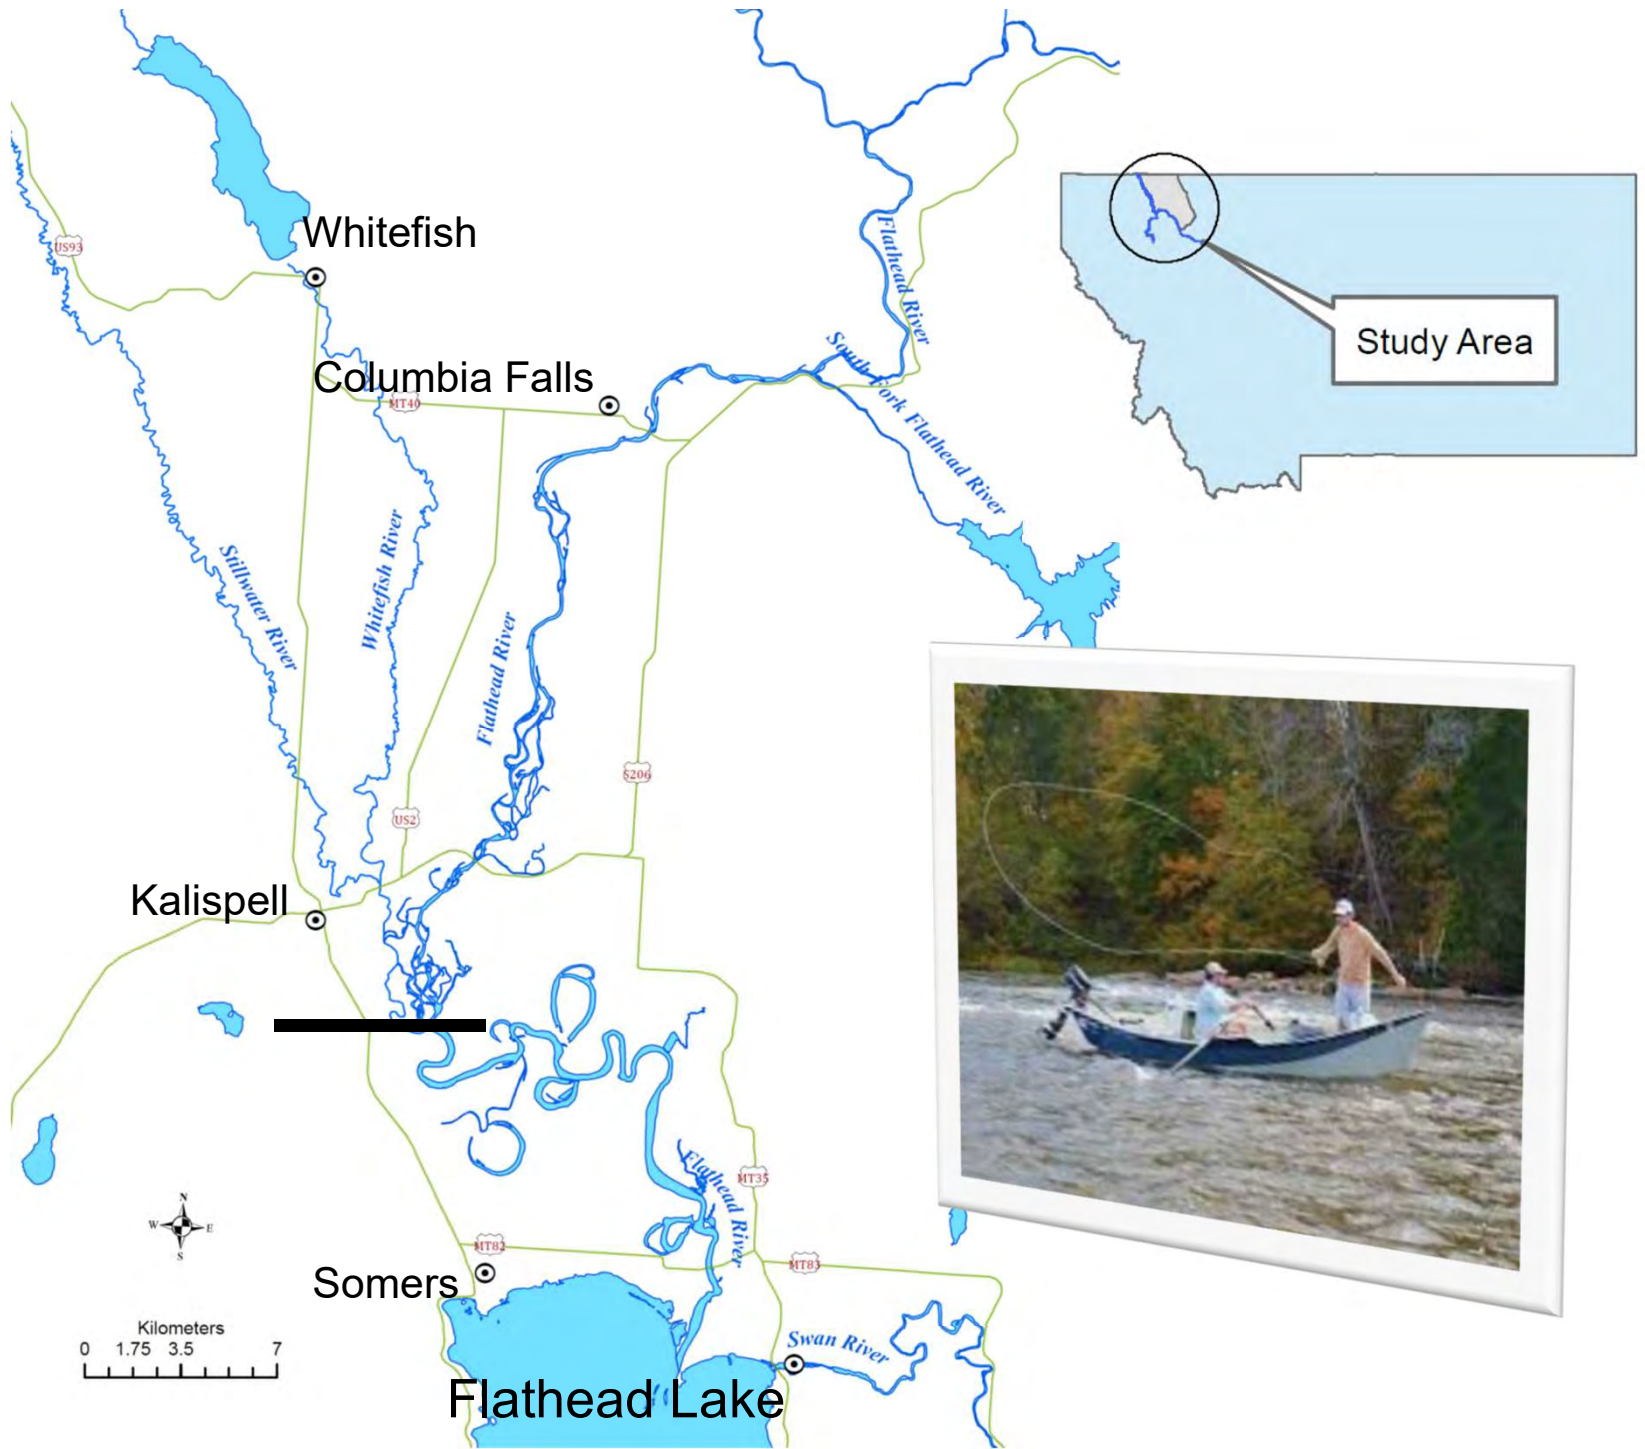 Whitefish
US93
Flathead River
Study Area
South Fork Flathead River
Columbia Falls
MT40
Stillwater River
Whitefish River
Flathead River
S206
US2
Kalispell
Flathead River
MT35
N
W E
S
MT82
MT83
Somers
Kilometers
0 1.75 3.5 7
Swan River
Flathead Lake